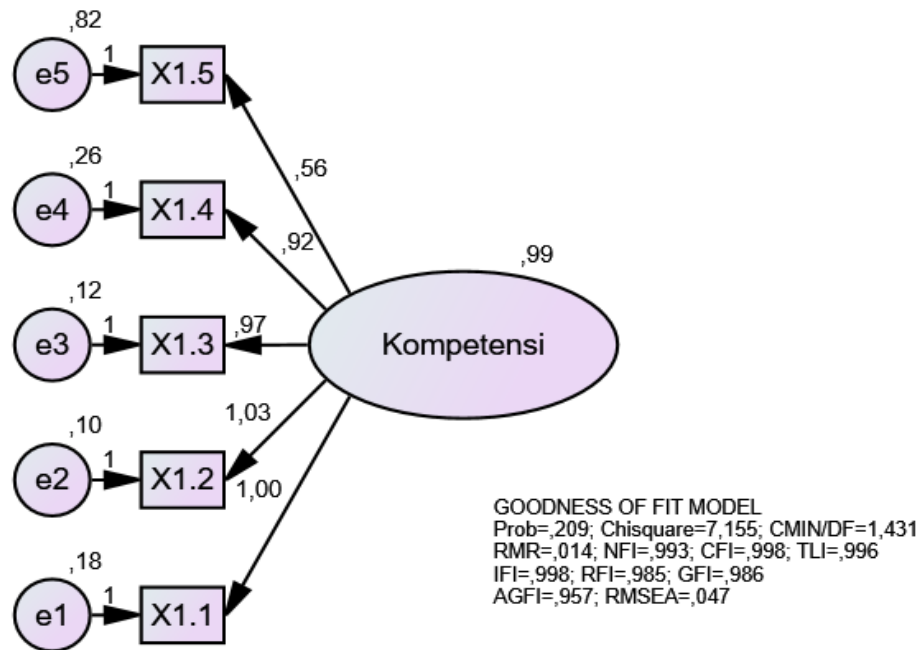 ,82
1
e5
X1.5
,56
,26
1
e4
X1.4
,92
,99
,12
1
e3
X1.3
,97
Kompetensi
,10
1
e2
X1.2
1,03
1,00
,18
1
e1
X1.1
GOODNESS OF FIT MODEL
Prob=,209; Chisquare=7,155; CMIN/DF=1,431
RMR=,014; NFI=,993; CFI=,998; TLI=,996
IFI=,998; RFI=,985; GFI=,986
AGFI=,957; RMSEA=,047